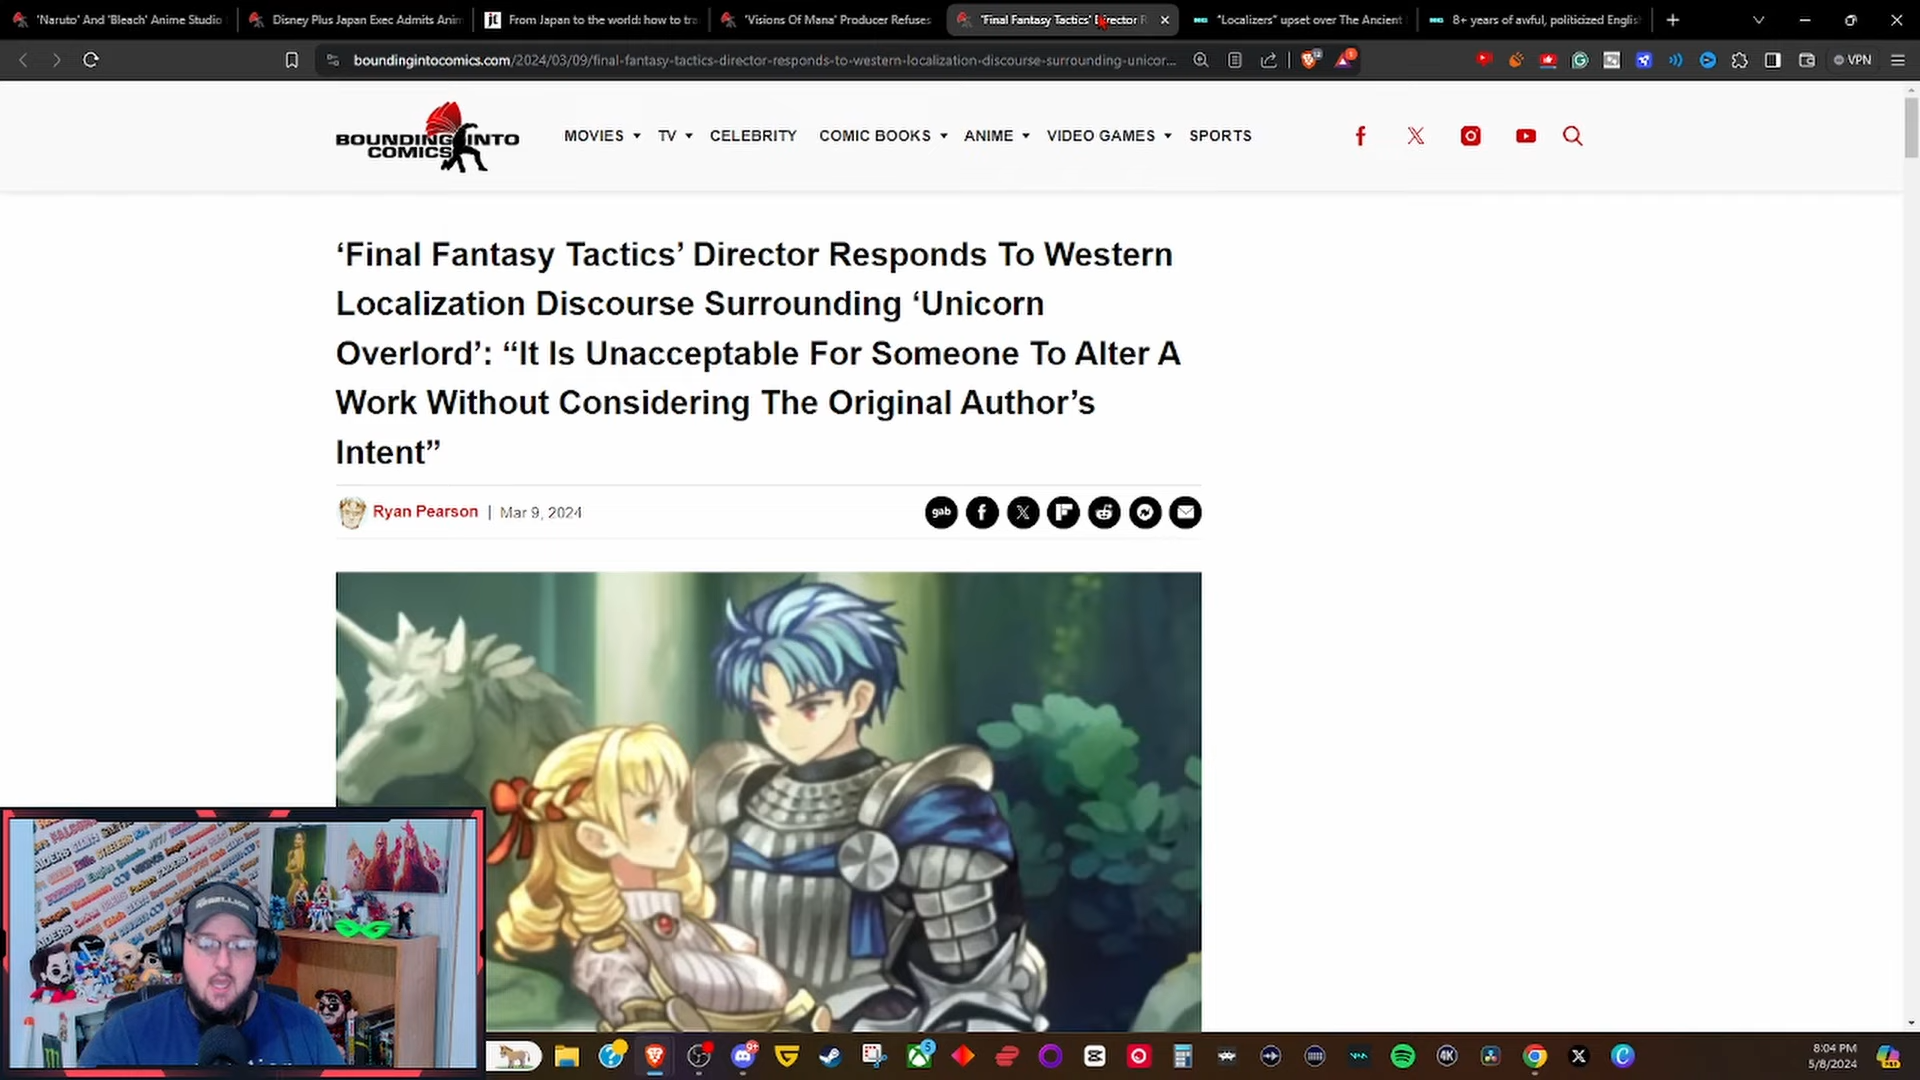 'Naruto' And 'Bleach' Anime Studio
Disney Plus Japan Exec Admits Anim
jt From Japan to the world: how to tra
'Visions Of Mana' Producer Refuses
'Final Fantasy Tactics' Director R
"Localizers" upset over The Ancient
8+ years of awful, politicized Englis
boundingintocomics.com/2024/03/09/final-fantasy-tactics-director-responds-to-western-localization-discourse-surrounding-unicor...
VPN
BOUNDING INTO
COMICS
MOVIES
TV
CELEBRITY
COMIC BOOKS
ANIME
VIDEO GAMES
SPORTS
‘Final Fantasy Tactics’ Director Responds To Western
Localization Discourse Surrounding ‘Unicorn
Overlord’: “It Is Unacceptable For Someone To Alter A
Work Without Considering The Original Author’s
Intent”
Ryan Pearson | Mar 9, 2024
gab
REBELLION
8:04 PM
5/8/2024